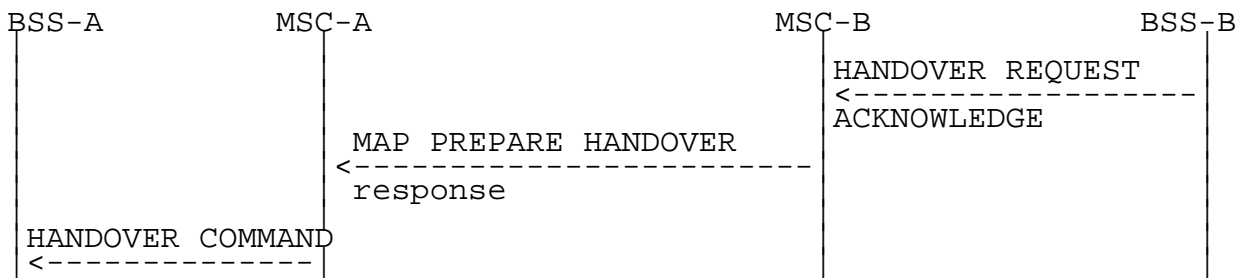 BSS-A MSC-A MSC-B BSS-B
HANDOVER REQUEST
ACKNOWLEDGE
MAP PREPARE HANDOVER
response
HANDOVER COMMAND